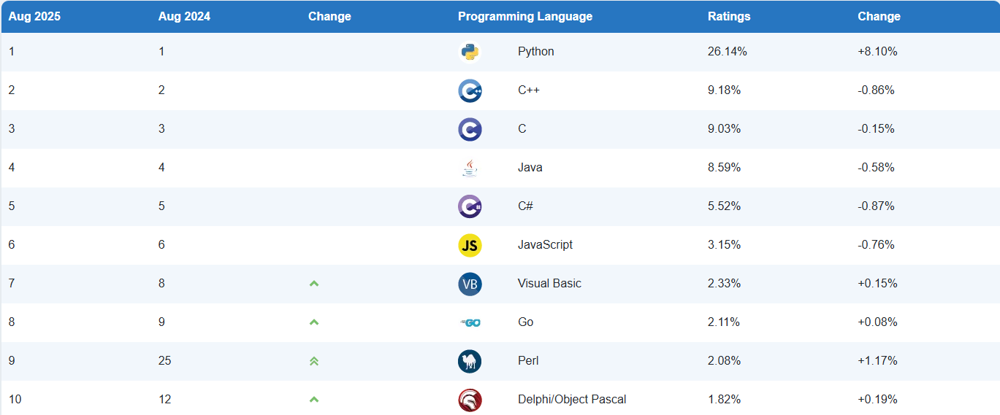 Aug 2025 Aug 2024 Change Programming Language Ratings Change
1 1 Python 26.14% +8.10%
2 2 C++ 9.18% -0.86%
3 3 C 9.03% -0.15%
4 4 Java 8.59% -0.58%
5 5 C# 5.52% -0.87%
6 6 JS JavaScript 3.15% -0.76%
7 8 VB Visual Basic 2.33% +0.15%
8 9 GO Go 2.11% +0.08%
9 25 Perl 2.08% +1.17%
10 12 Delphi/Object Pascal 1.82% +0.19%